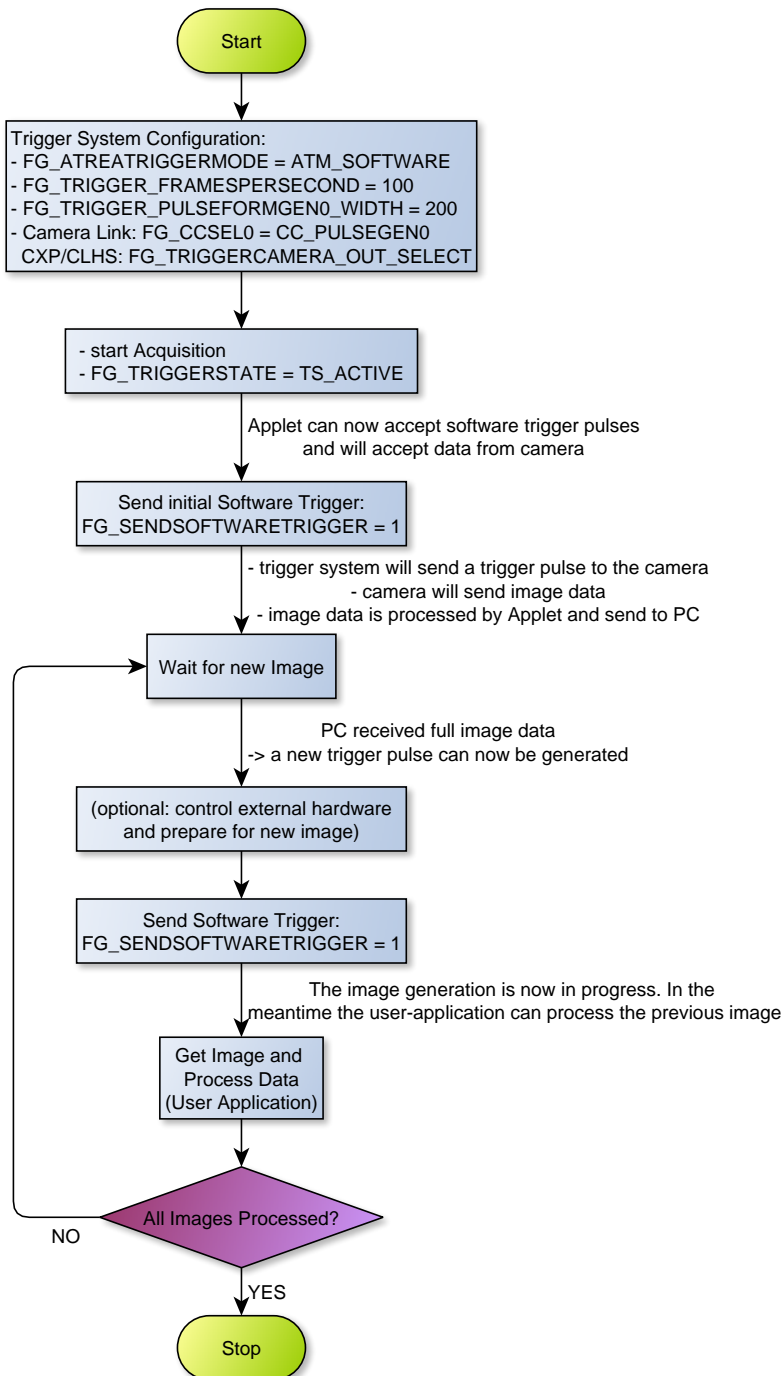 Start
Trigger System Configuration:
- FG_ATREATRIGGERMODE = ATM_SOFTWARE
- FG_TRIGGER_FRAMESPERSECOND = 100
- FG_TRIGGER_PULSEFORMGEN0_WIDTH = 200
- Camera Link: FG_CCSEL0 = CC_PULSEGEN0
CXP/CLHS: FG_TRIGGERCAMERA_OUT_SELECT
- start Acquisition
- FG_TRIGGERSTATE = TS_ACTIVE
Applet can now accept software trigger pulses
and will accept data from camera
Send initial Software Trigger:
FG_SENDSOFTWARETRIGGER = 1
- trigger system will send a trigger pulse to the camera
- camera will send image data
- image data is processed by Applet and send to PC
Wait for new Image
PC received full image data
-> a new trigger pulse can now be generated
(optional: control external hardware
and prepare for new image)
Send Software Trigger:
FG_SENDSOFTWARETRIGGER = 1
The image generation is now in progress. In the
meantime the user-application can process the previous image
Get Image and
Process Data
(User Application)
All Images Processed?
NO
YES
Stop